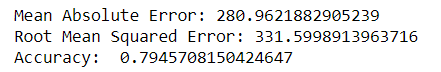 Mean Absolute Error: 280.9621882905239
Root Mean Squared Error: 331.5998913963716
Accuracy:  0.7945708150424647